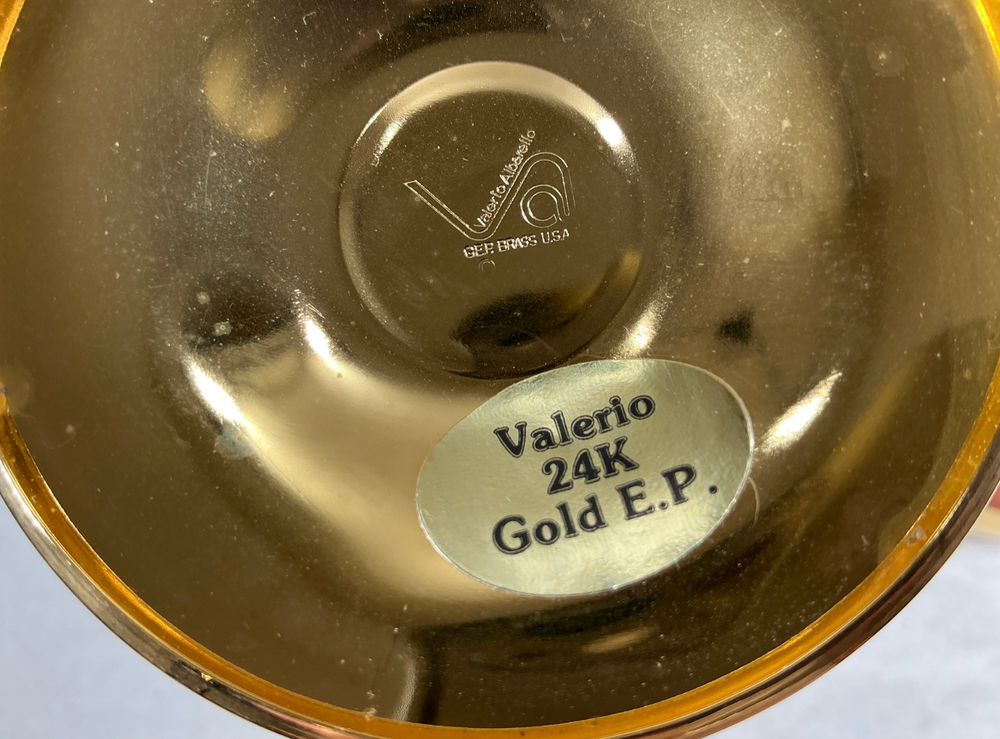 Valerio Albarello
GEP. BRASS U.S.A
Valerio
24K
Gold E.P.